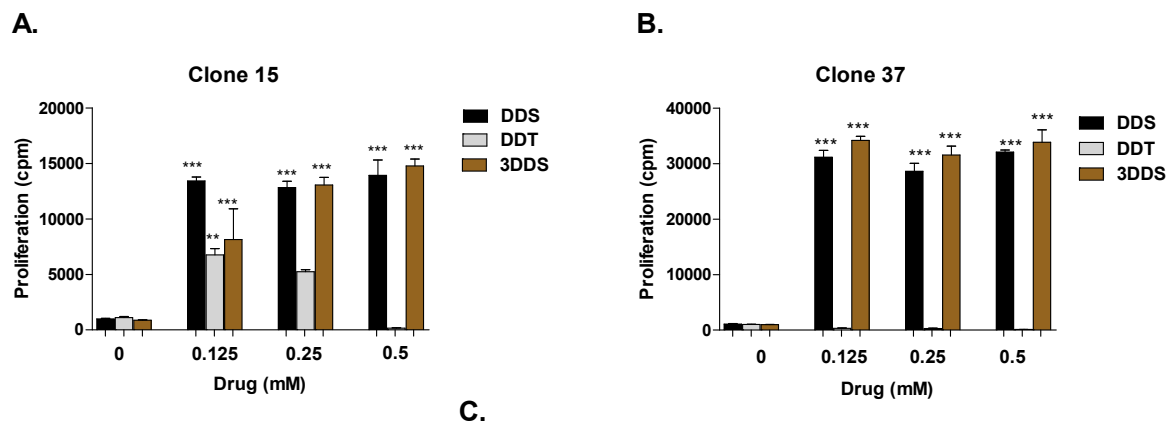 A.
Clone 15
20000
15000
10000
5000
0
Proliferation (cpm)
***
**
***
***
***
***
***
0
0.125
0.25
0.5
Drug (mM)
DDS
DDT
3DDS
B.
Clone 37
40000
30000
20000
10000
0
Proliferation (cpm)
***
***
***
***
***
***
0
0.125
0.25
0.5
Drug (mM)
DDS
DDT
3DDS
C.